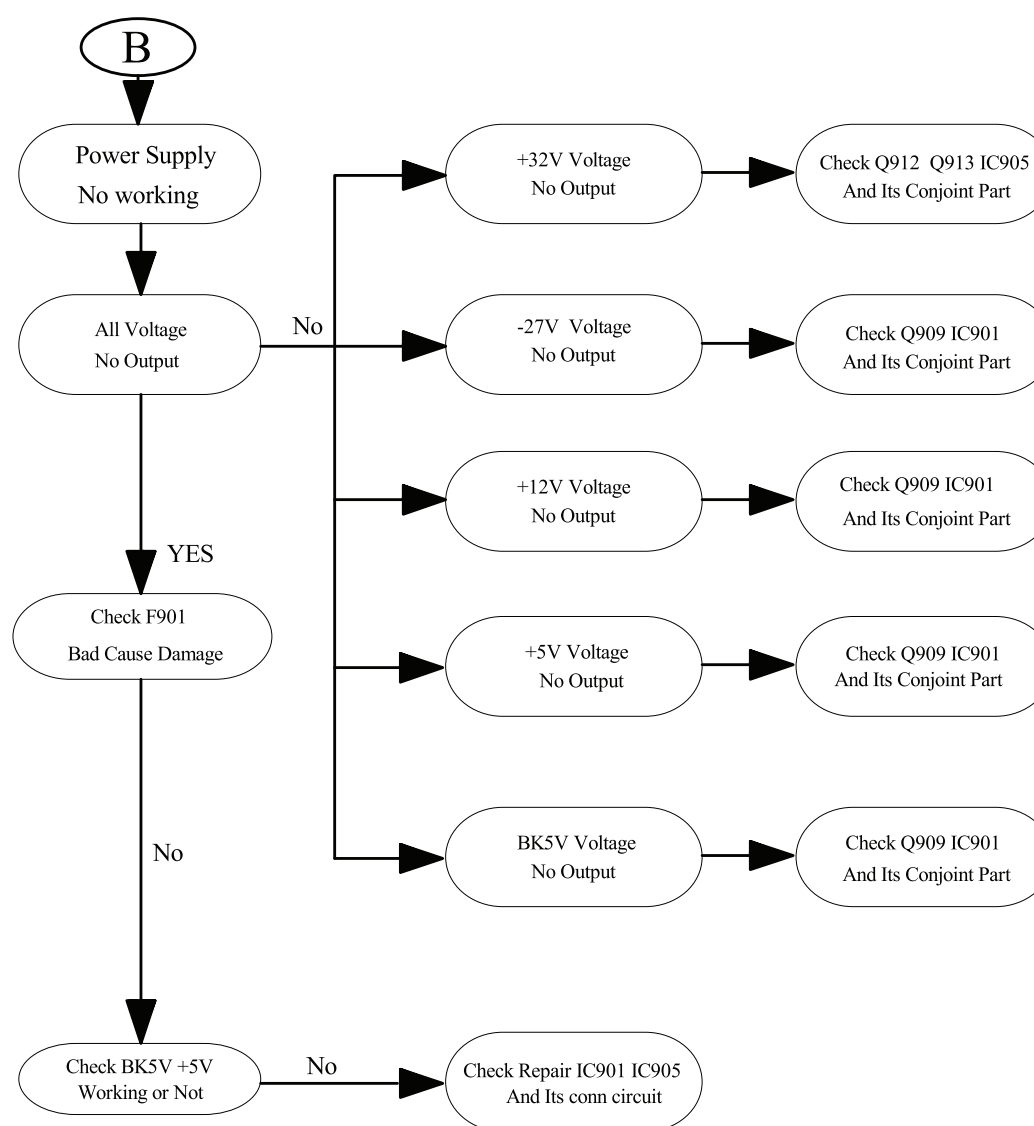 B
Power Supply
No working
All Voltage
No Output
No
YES
Check F901
Bad Cause Damage
No
Check BK5V +5V
Working or Not
No
Check Repair IC901 IC905
And Its conn circuit
+32V Voltage
No Output
Check Q912 Q913 IC905
And Its Conjoint Part
-27V Voltage
No Output
Check Q909 IC901
And Its Conjoint Part
+12V Voltage
No Output
Check Q909 IC901
And Its Conjoint Part
+5V Voltage
No Output
Check Q909 IC901
And Its Conjoint Part
BK5V Voltage
No Output
Check Q909 IC901
And Its Conjoint Part